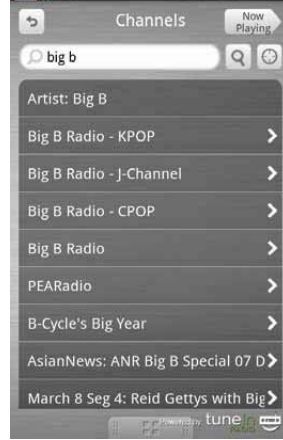 Channels
Now
Playing
big b
Artist: Big B
Big B Radio - KPOP
Big B Radio - J-Channel
Big B Radio - CPOP
Big B Radio
PEARadio
B-Cycle's Big Year
AsianNews: ANR Big B Special 07 D
March 8 Seg 4: Reid Gettys with Big
Powered by tunein